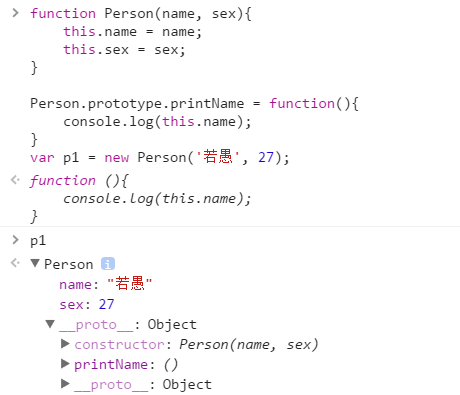 function Person(name, sex){
    this.name = name;
    this.sex = sex;
}

Person.prototype.printName = function(){
    console.log(this.name);
}
var p1 = new Person('若愚', 27);
function (){
    console.log(this.name);
}
p1
Person i
name: "若愚"
sex: 27
__proto__: Object
constructor: Person(name, sex)
printName: ()
__proto__: Object